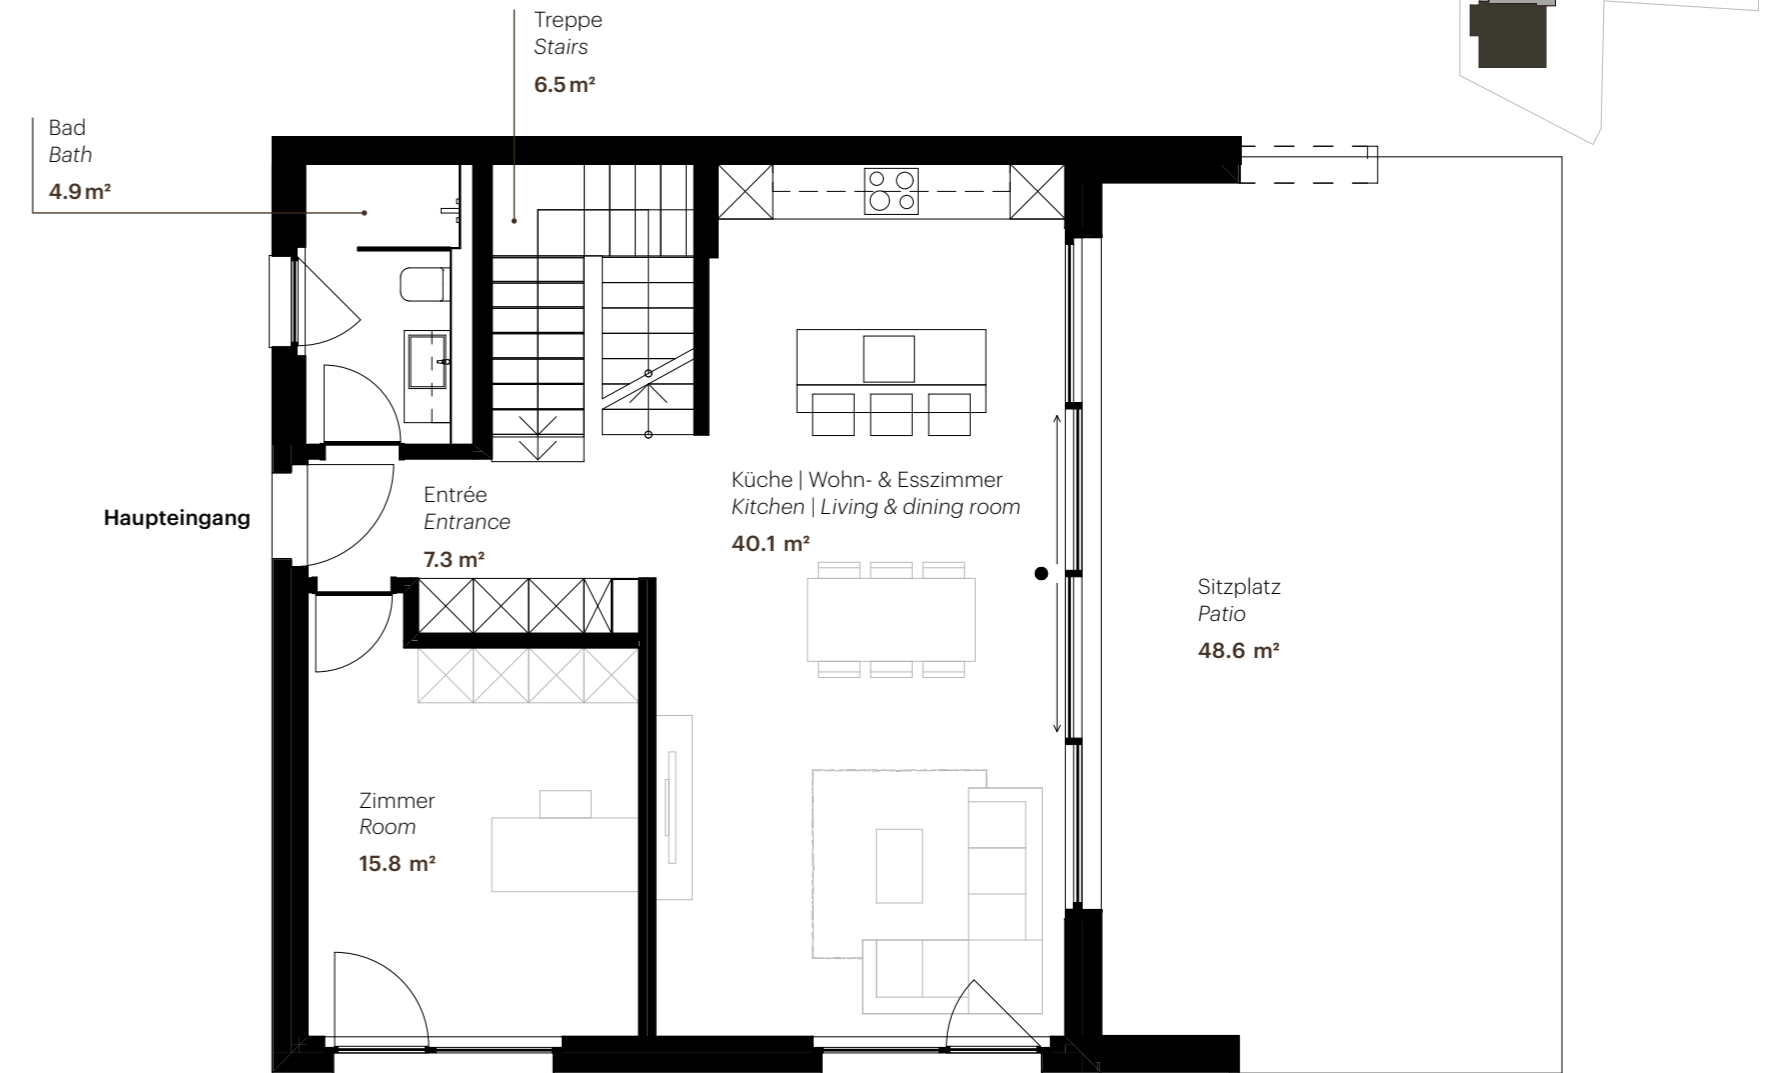 Treppe
Stairs
6.5 m²
Bad
Bath
4.9 m²
Haupteingang
Entrée
Entrance
7.3 m²
Küche | Wohn- & Esszimmer
Kitchen | Living & dining room
40.1 m²
Sitzplatz
Patio
48.6 m²
Zimmer
Room
15.8 m²